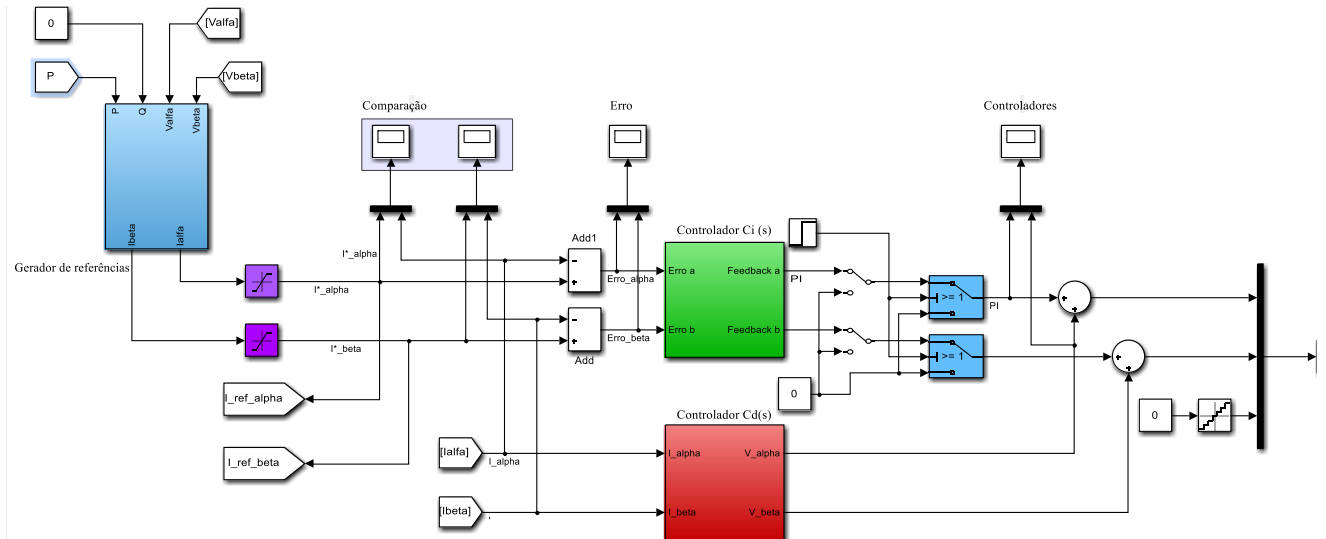 0
[Valfa]
P
[Vbeta]
P
Q
Valfa
Vbeta
Ibeta
Ialfa
Gerador de referências
Comparação
Erro
Controladores
I*_alpha
I*_alpha
I*_beta
Add1
Erro_alpha
Erro_beta
Add
Controlador Ci (s)
Erro a
Feedback a
Erro b
Feedback b
PI
>= 1
PI
>= 1
0
0
I_ref_alpha
I_ref_beta
[Ialfa]
I_alpha
[Ibeta]
Controlador Cd(s)
I_alpha
V_alpha
I_beta
V_beta